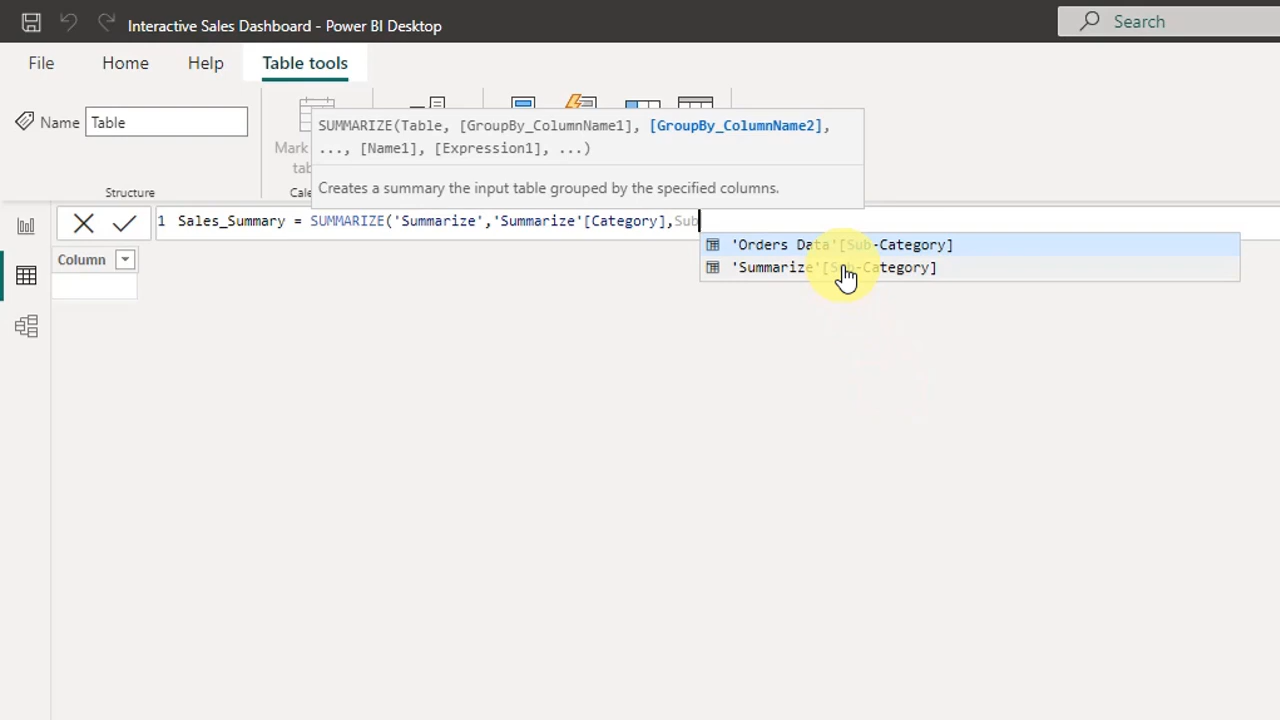 Interactive Sales Dashboard - Power BI Desktop
Search
File
Home
Help
Table tools
Name
Table
Mark
Structure
SUMMARIZE(Table, [GroupBy_ColumnName1], [GroupBy_ColumnName2],
..., [Name1], [Expression1], ...)
Creates a summary the input table grouped by the specified columns.
1 Sales_Summary = SUMMARIZE('Summarize','Summarize'[Category],Sub
'Orders Data'[Sub-Category]
'Summarize'[Sub-Category]
Column